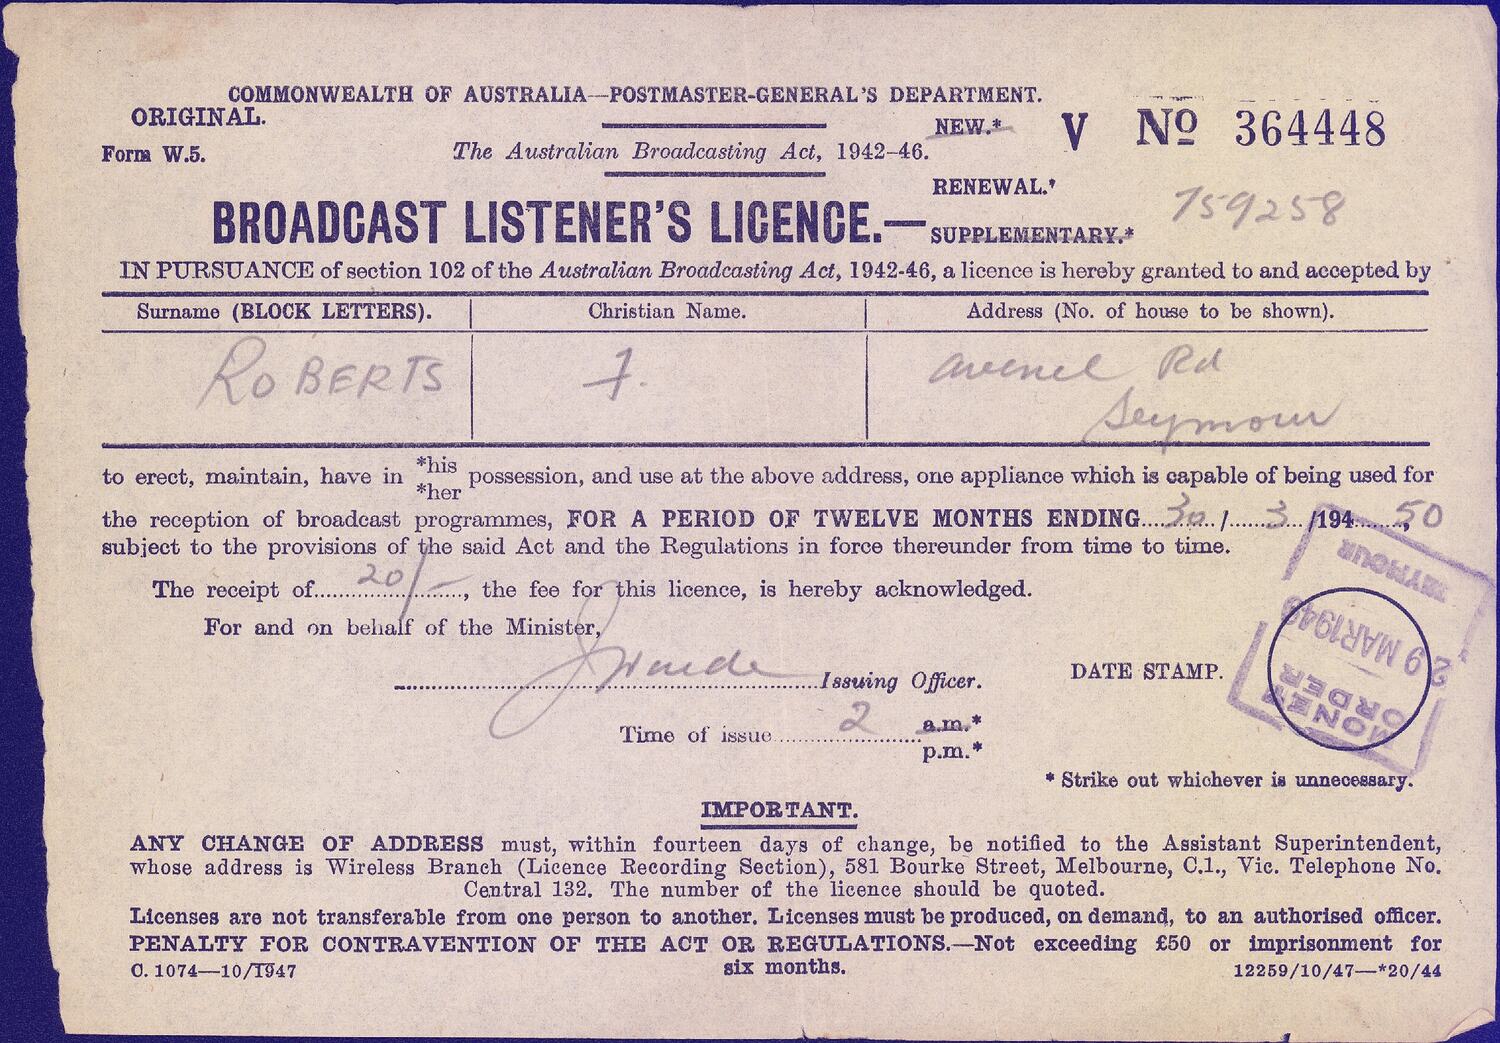 COMMONWEALTH OF AUSTRALIA—POSTMASTER-GENERAL'S DEPARTMENT.
ORIGINAL.
NEW.*
V No 364448
Form W.5.
The Australian Broadcasting Act, 1942-46.
RENEWAL.*
759258
BROADCAST LISTENER'S LICENCE.—
SUPPLEMENTARY.*
IN PURSUANCE of section 102 of the Australian Broadcasting Act, 1942-46, a licence is hereby granted to and accepted by
Surname (BLOCK LETTERS). Christian Name. Address (No. of house to be shown).
ROBERTS Avenel Rd
Seymour
to erect, maintain, have in *his *her possession, and use at the above address, one appliance which is capable of being used for
the reception of broadcast programmes, FOR A PERIOD OF TWELVE MONTHS ENDING....30../....3../194......, 50
subject to the provisions of the said Act and the Regulations in force thereunder from time to time.
The receipt of......20/-......, the fee for this licence, is hereby acknowledged.
For and on behalf of the Minister,
Issuing Officer.
DATE STAMP.
SEYMOUR
MAR 194
MONEY
ORDER
Time of issue......2......a.m.*
p.m.*
* Strike out whichever is unnecessary.
IMPORTANT.
ANY CHANGE OF ADDRESS must, within fourteen days of change, be notified to the Assistant Superintendent,
whose address is Wireless Branch (Licence Recording Section), 581 Bourke Street, Melbourne, C.1., Vic. Telephone No.
Central 132. The number of the licence should be quoted.
Licenses are not transferable from one person to another. Licenses must be produced, on demand, to an authorised officer.
PENALTY FOR CONTRAVENTION OF THE ACT OR REGULATIONS.—Not exceeding £50 or imprisonment for
six months.
C. 1074—10/1947
12259/10/47—*20/44